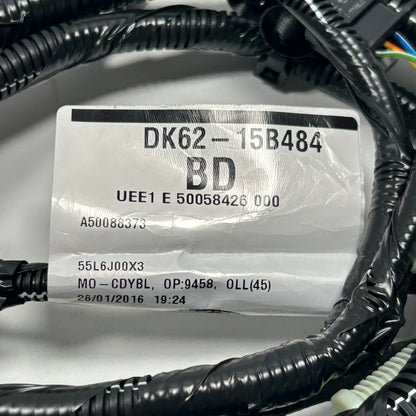 DK62-15B484
BD
UEE1 E 50058426 000
A50088373
55L6J00X3
MO-CDYBL, OP:9458, OLL(45)
26/01/2016 19:24